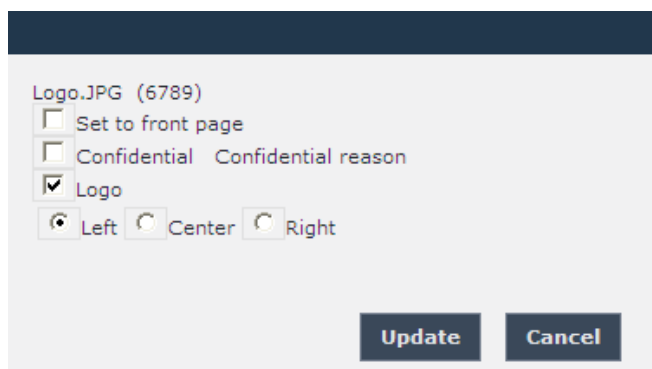 Logo.JPG (6789)
Set to front page
Confidential Confidential reason
Logo
Left Center Right
Update Cancel